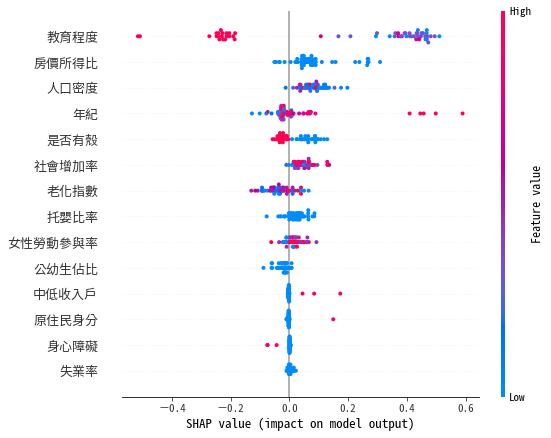 High
教育程度
房價所得比
人口密度
年紀
是否有殼
社會增加率
老化指數
托嬰比率
女性勞動參與率
公幼生佔比
中低收入戶
原住民身分
身心障礙
失業率
Feature value
Low
−0.4 −0.2 0.0 0.2 0.4 0.6
SHAP value (impact on model output)